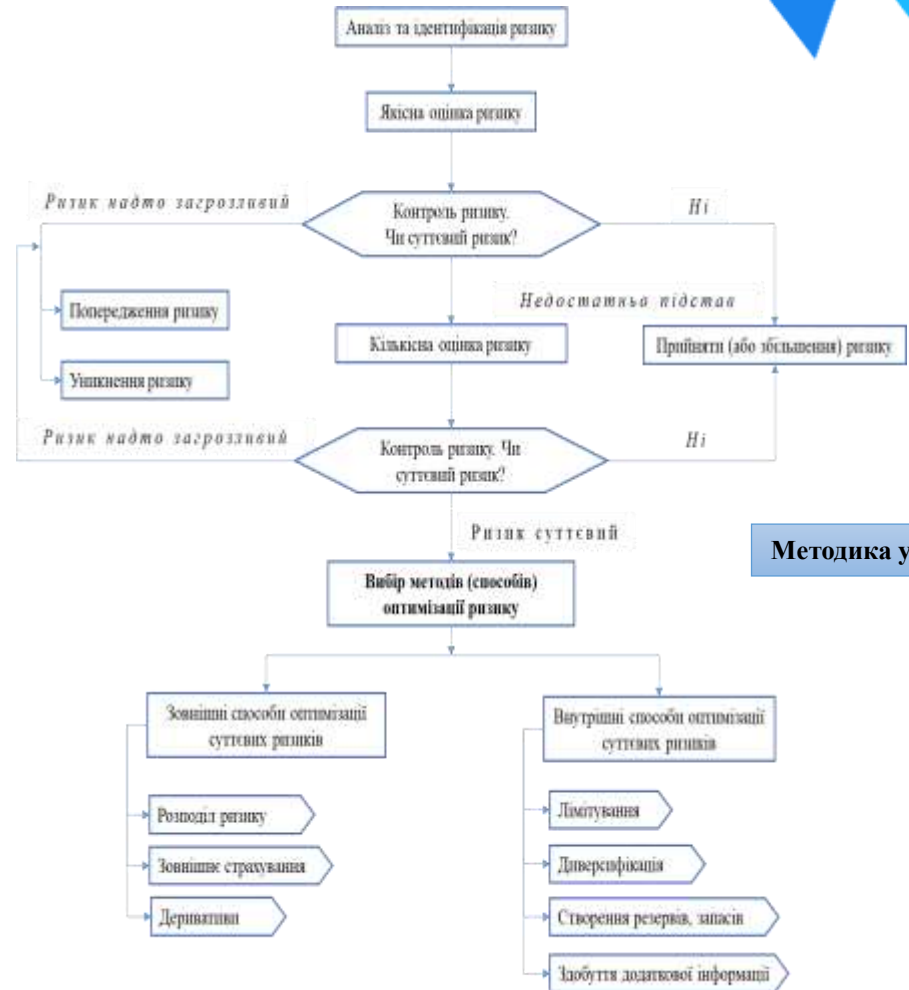 Аналіз та ідентифікація ризику
Якісна оцінка ризику
Ризик надто загрозливий
Контроль ризику.
Чи суттєвий ризик?
Ні
Недостатньо підстав
Попередження ризику
Кількісна оцінка ризику
Прийняти (або збільшення) ризику
Уникнення ризику
Ризик надто загрозливий
Контроль ризику. Чи
суттєвий ризик?
Ні
Ризик суттєвий
Методика у
Вибір методів (способів)
оптимізації ризику
Зовнішні способи оптимізації
суттєвих ризиків
Внутрішні способи оптимізації
суттєвих ризиків
Розподіл ризику
Лімітування
Зовнішнє страхування
Диверсифікація
Деривативи
Створення резервів, запасів
Здобуття додаткової інформації